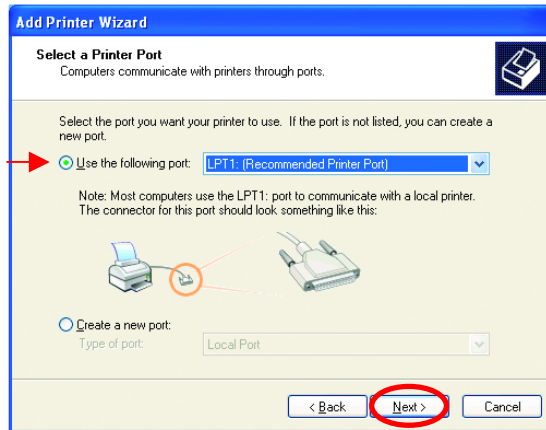 Add Printer Wizard
Select a Printer Port
Computers communicate with printers through ports.
Select the port you want your printer to use. If the port is not listed, you can create a
new port.
Use the following port: LPT1: (Recommended Printer Port)
Note: Most computers use the LPT1: port to communicate with a local printer.
The connector for this port should look something like this:
Create a new port:
Type of port: Local Port
< Back Next > Cancel